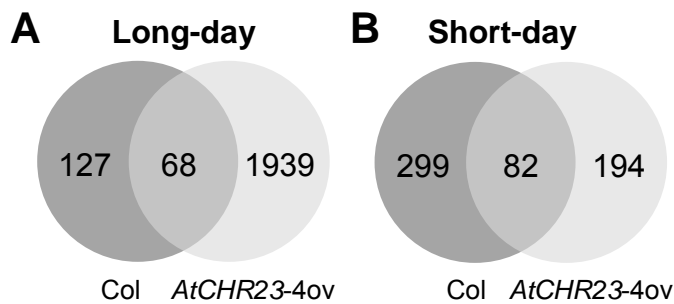 A Long-day
127 68 1939
Col AtCHR23-4ov
B Short-day
299 82 194
Col AtCHR23-4ov